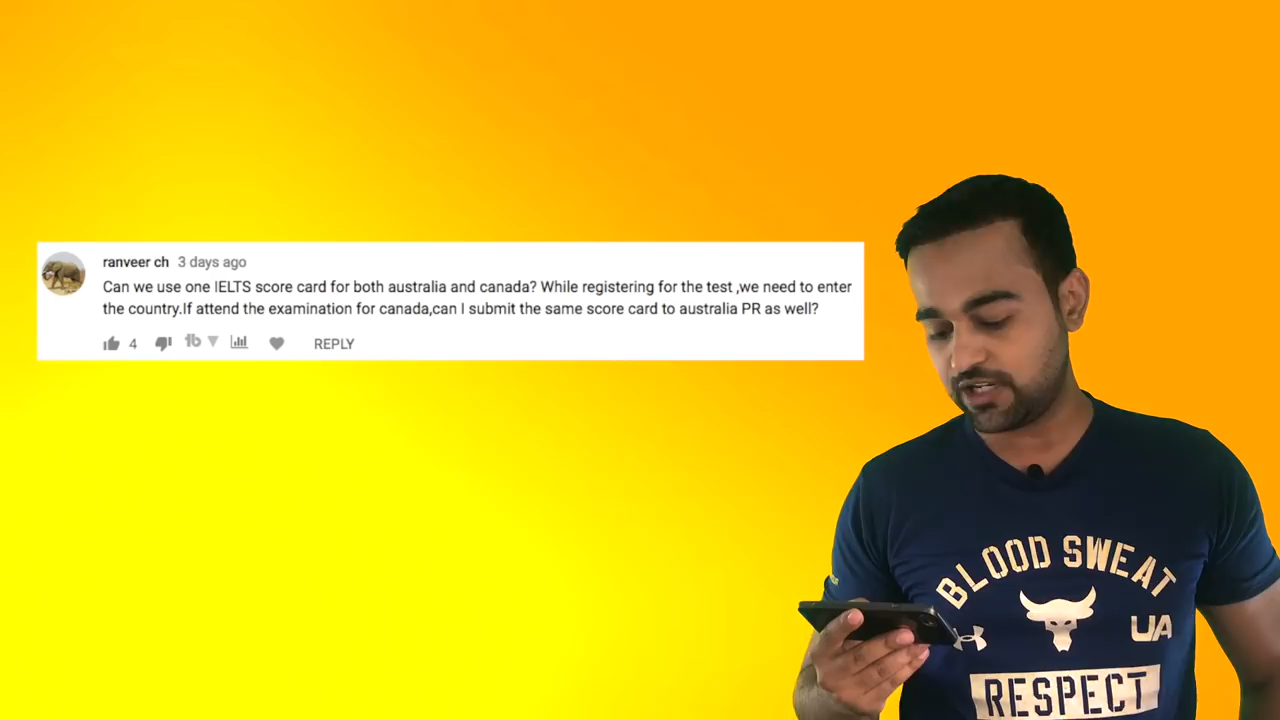 ranveer ch 3 days ago
Can we use one IELTS score card for both australia and canada? While registering for the test ,we need to enter
the country.If attend the examination for canada,can I submit the same score card to australia PR as well?
4 REPLY
BLOOD SWEAT
UA
RESPECT